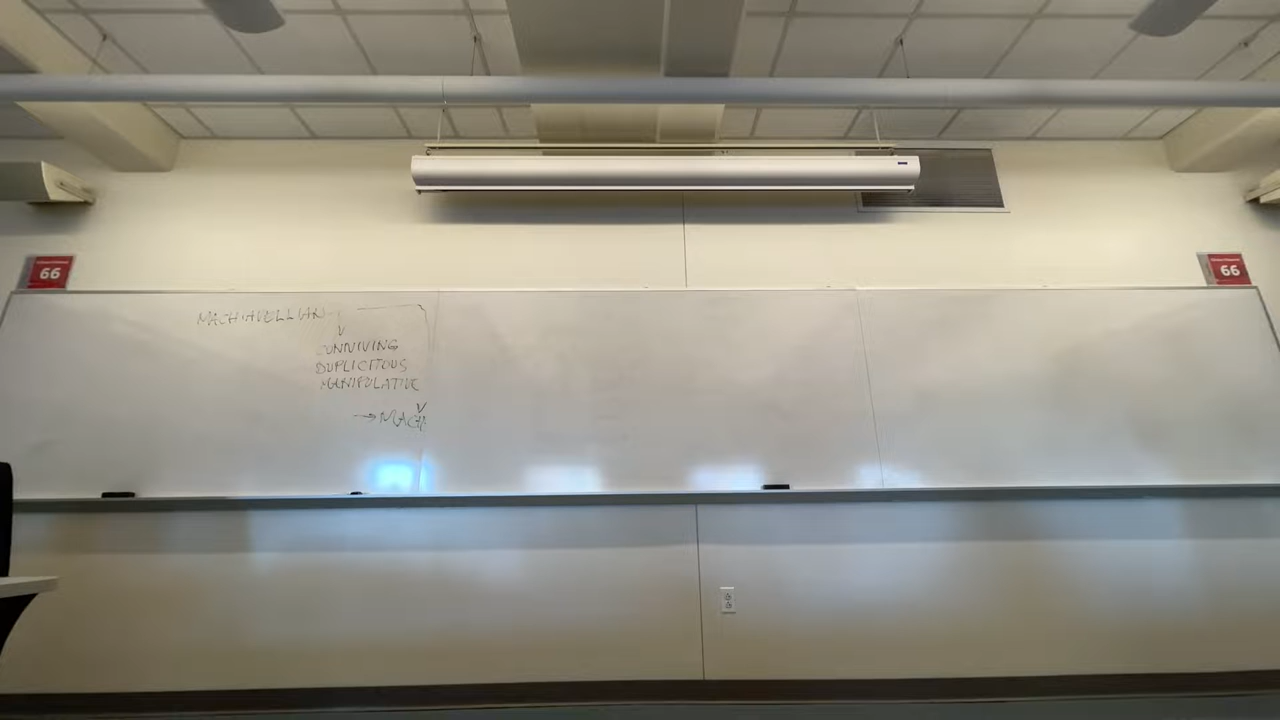 66
66
MACHIAVELLIAN
CONNIVING
DUPLICITOUS
MANIPULATIVE
→ MACH